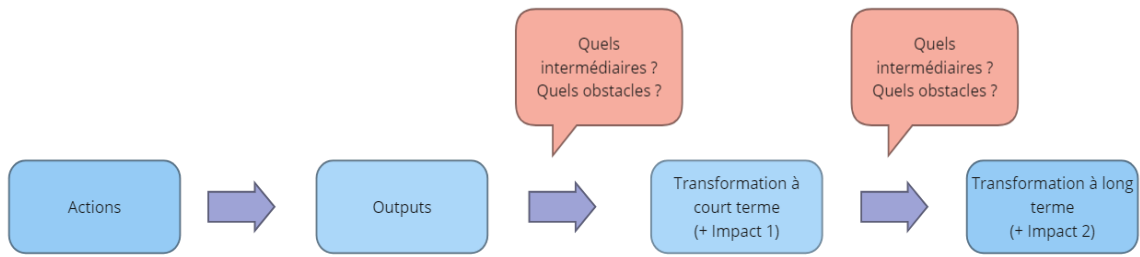 Quels
intermédiaires ?
Quels obstacles ?
Quels
intermédiaires ?
Quels obstacles ?
Actions
Outputs
Transformation à
court terme
(+ Impact 1)
Transformation à long
terme
(+ Impact 2)